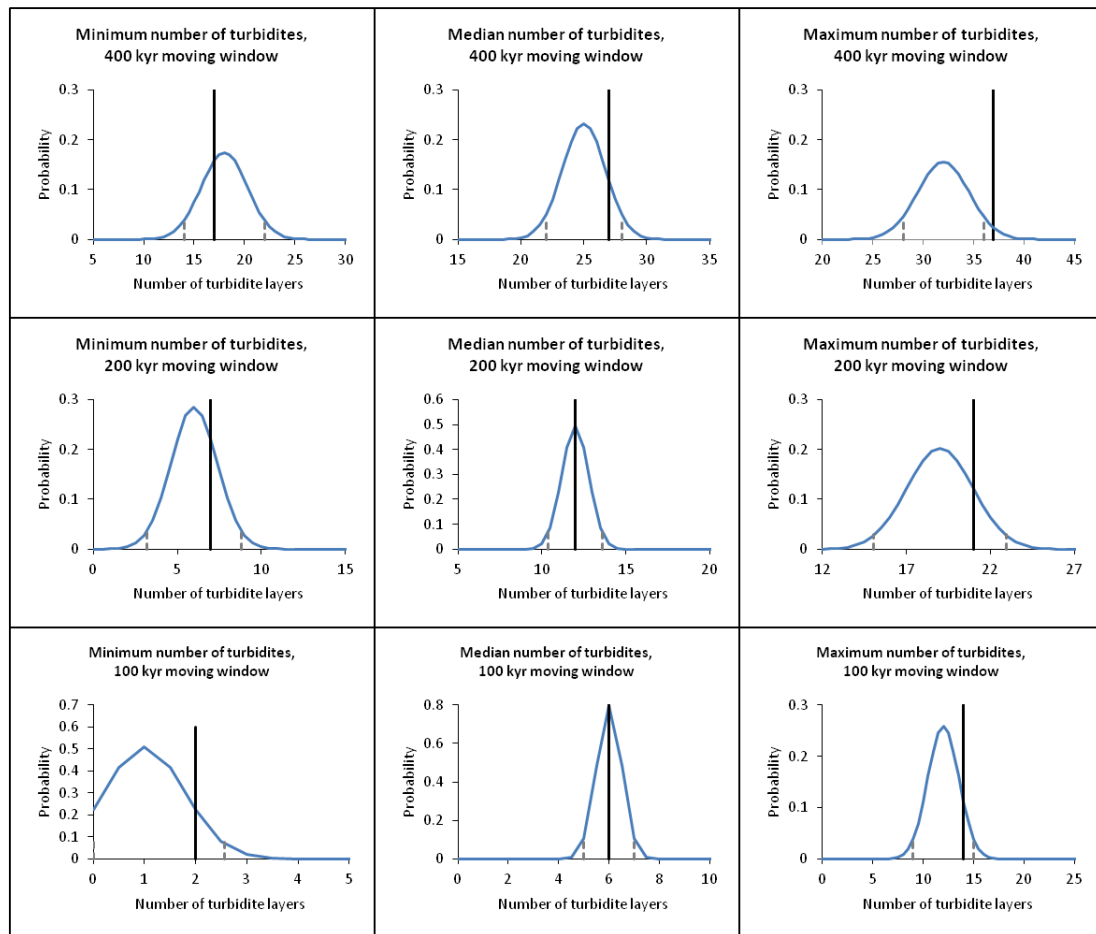 Minimum number of turbidites,
400 kyr moving window
0.3
0.2
0.1
0
Probability
5 10 15 20 25 30
Number of turbidite layers
Median number of turbidites,
400 kyr moving window
0.3
0.2
0.1
0
Probability
15 20 25 30 35
Number of turbidite layers
Maximum number of turbidites,
400 kyr moving window
0.3
0.2
0.1
0
Probability
20 25 30 35 40 45
Number of turbidite layers
Minimum number of turbidites,
200 kyr moving window
0.3
0.2
0.1
0
Probability
0 5 10 15
Number of turbidite layers
Median number of turbidites,
200 kyr moving window
0.6
0.5
0.4
0.3
0.2
0.1
0
Probability
5 10 15 20
Number of turbidite layers
Maximum number of turbidites,
200 kyr moving window
0.3
0.2
0.1
0
Probability
12 17 22 27
Number of turbidite layers
Minimum number of turbidites,
100 kyr moving window
0.7
0.6
0.5
0.4
0.3
0.2
0.1
0
Probability
0 1 2 3 4 5
Number of turbidite layers
Median number of turbidites,
100 kyr moving window
0.8
0.6
0.4
0.2
0
Probability
0 2 4 6 8 10
Number of turbidite layers
Maximum number of turbidites,
100 kyr moving window
0.3
0.2
0.1
0
Probability
0 5 10 15 20 25
Number of turbidite layers